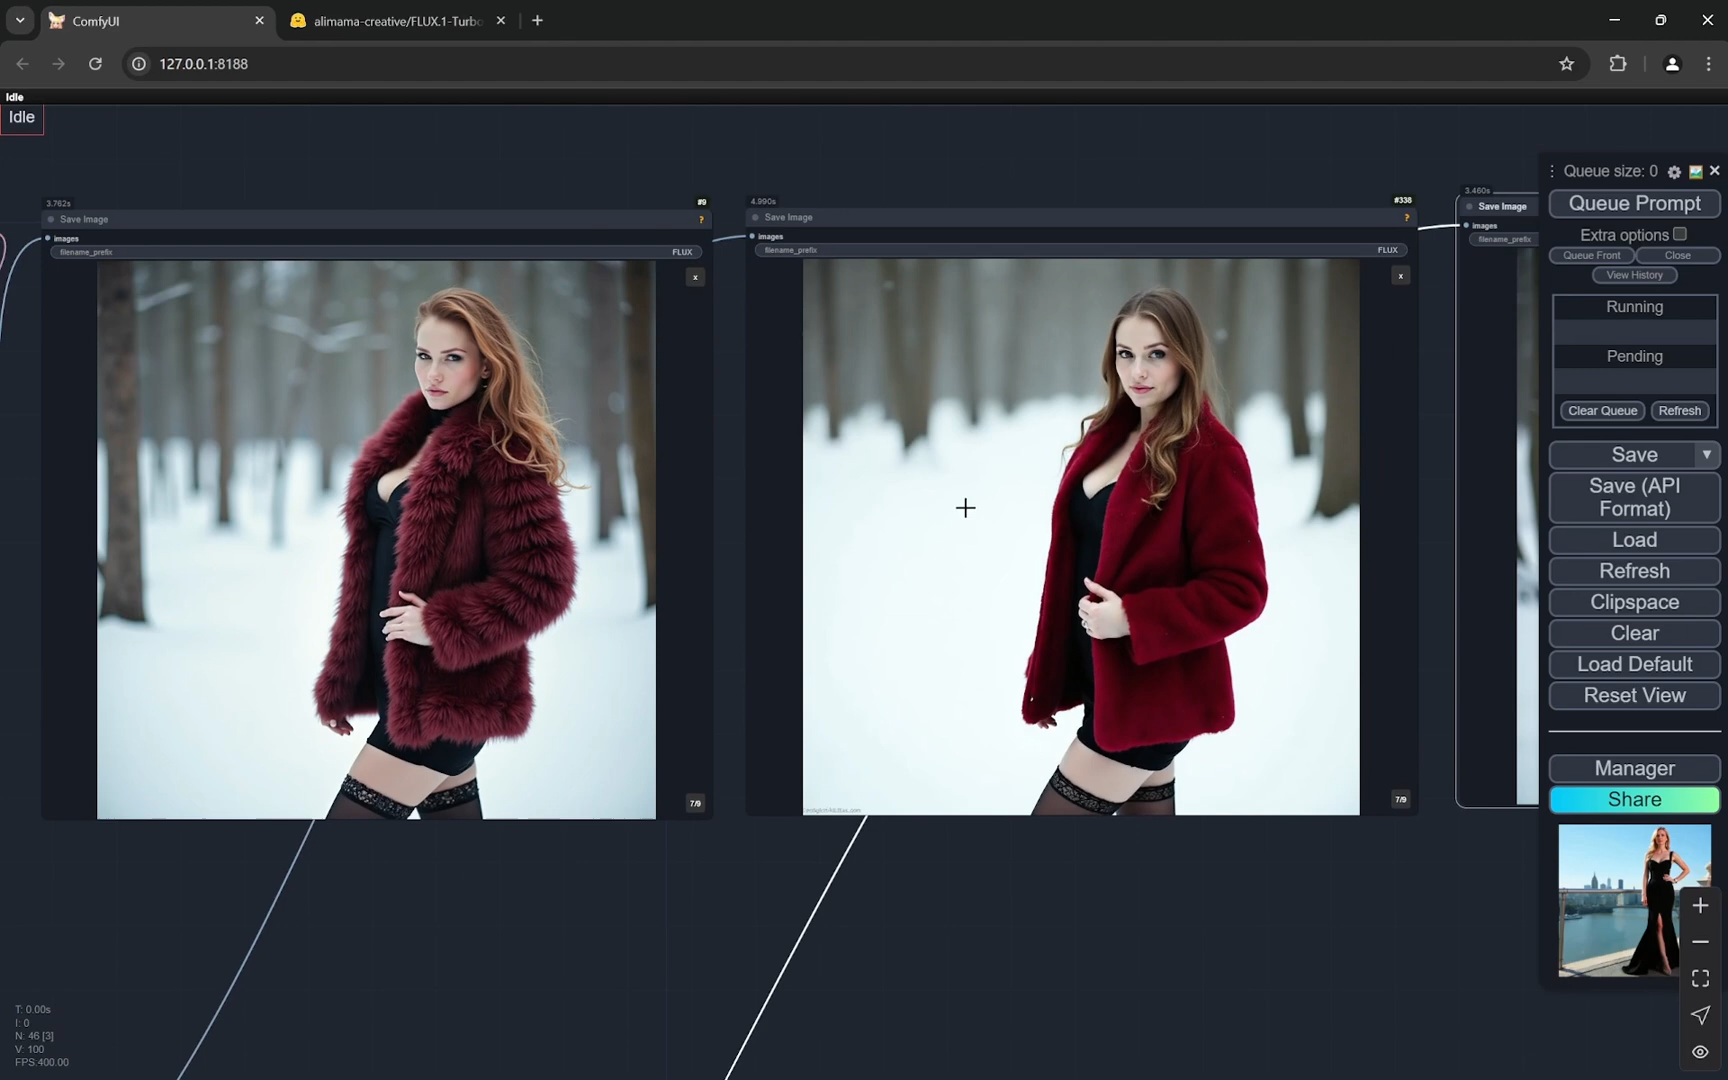 ComfyUI
alimama-creative/FLUX.1-Turbo
127.0.0.1:8188
Idle
Idle
3.762s
#9
Save Image
?
images
filename_prefix
FLUX
x
7/9
4.990s
#338
Save Image
?
images
filename_prefix
FLUX
x
7/9
3.460s
Save Image
images
filename_prefix
Queue size: 0
Queue Prompt
Extra options
Queue Front
Close
View History
Running
Pending
Clear Queue
Refresh
Save
Save (API
Format)
Load
Refresh
Clipspace
Clear
Load Default
Reset View
Manager
Share
T: 0.00s
I: 0
N: 46 [3]
V: 100
FPS:400.00